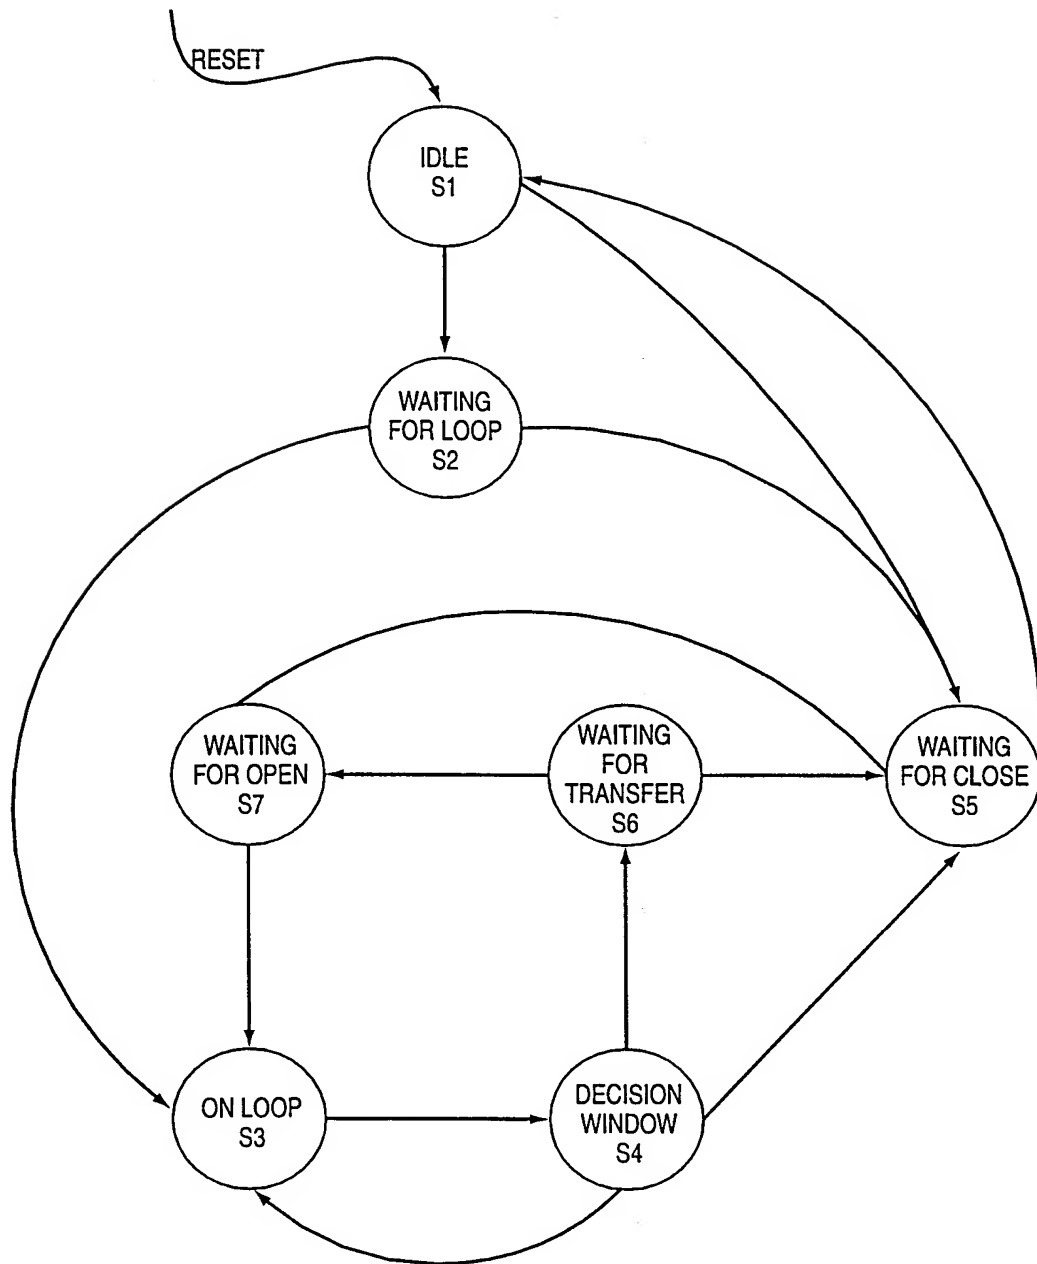 RESET
IDLE
S1
WAITING
FOR LOOP
S2
WAITING
FOR OPEN
S7
WAITING
FOR
TRANSFER
S6
WAITING
FOR CLOSE
S5
ON LOOP
S3
DECISION
WINDOW
S4